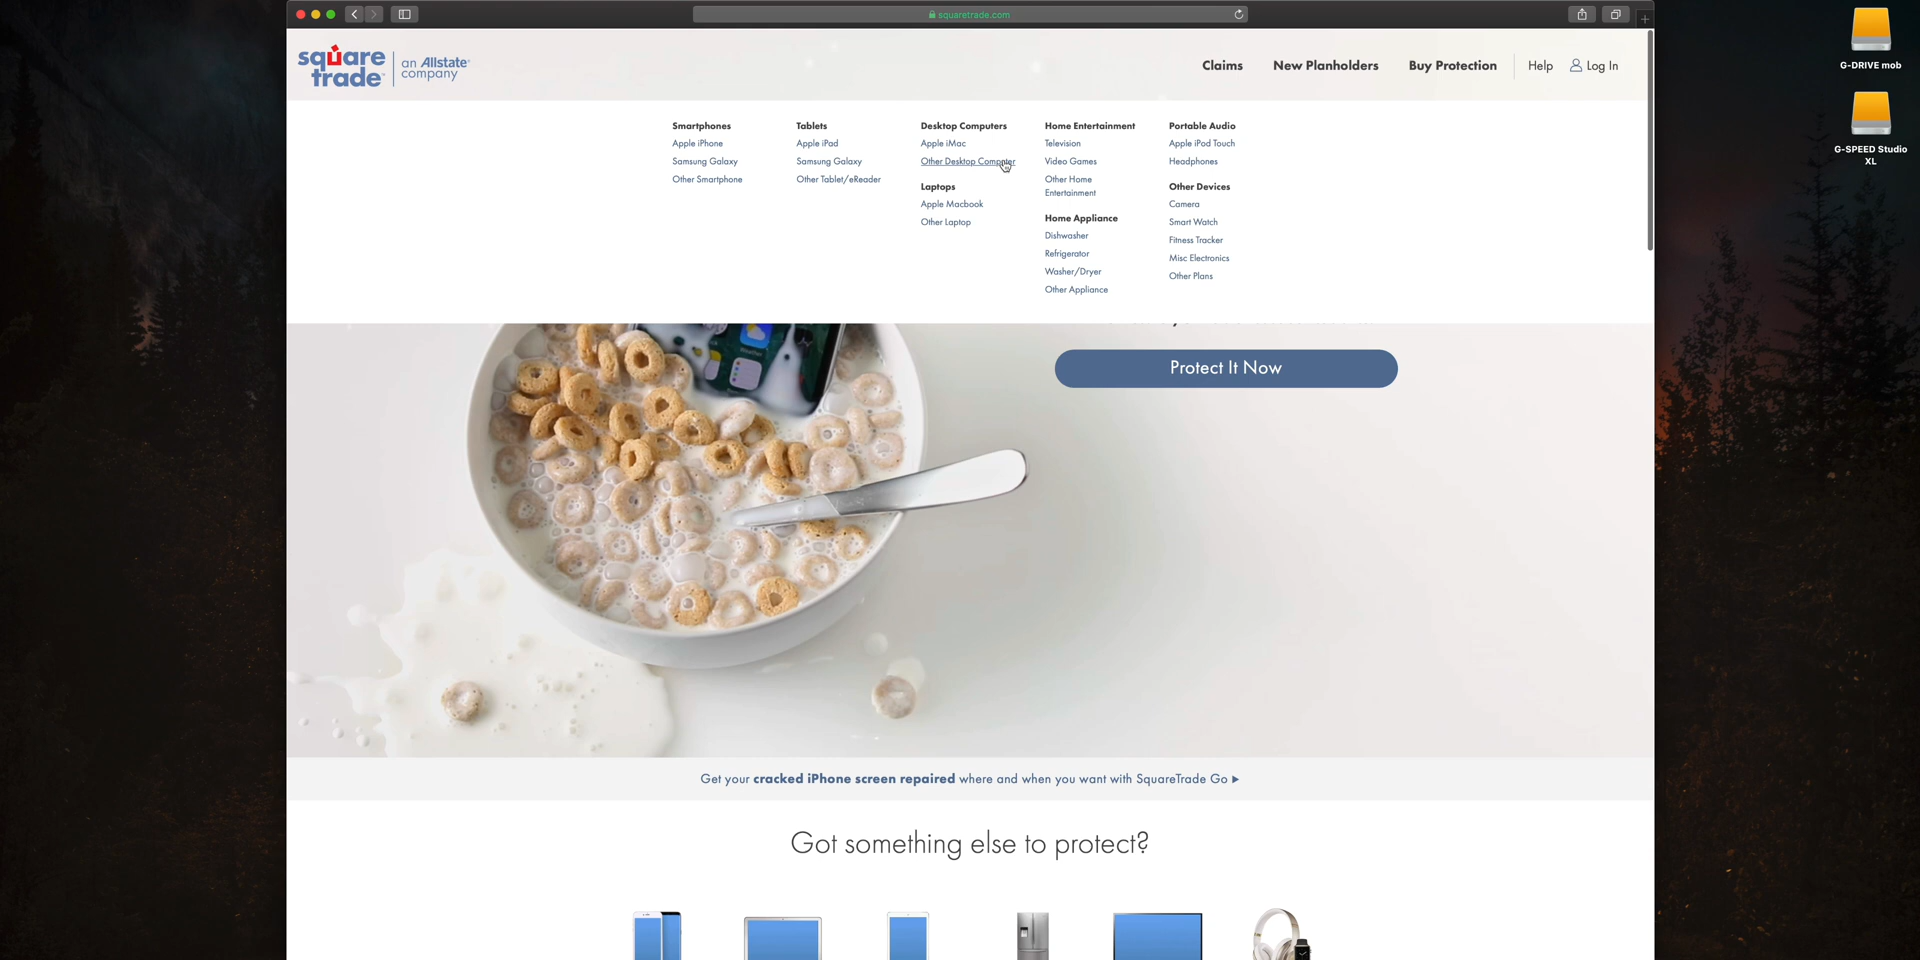 squaretrade.com
square
trade
an Allstate
company
Claims
New Planholders
Buy Protection
Help
Log In
Smartphones
Apple iPhone
Samsung Galaxy
Other Smartphone
Tablets
Apple iPad
Samsung Galaxy
Other Tablet/eReader
Desktop Computers
Apple iMac
Other Desktop Computer
Laptops
Apple Macbook
Other Laptop
Home Entertainment
Television
Video Games
Other Home
Entertainment
Home Appliance
Dishwasher
Refrigerator
Washer/Dryer
Other Appliance
Portable Audio
Apple iPod Touch
Headphones
Other Devices
Camera
Smart Watch
Fitness Tracker
Misc Electronics
Other Plans
Weather
Protect It Now
Get your cracked iPhone screen repaired where and when you want with SquareTrade Go ▸
Got something else to protect?
G-DRIVE mob
G-SPEED Studio
XL